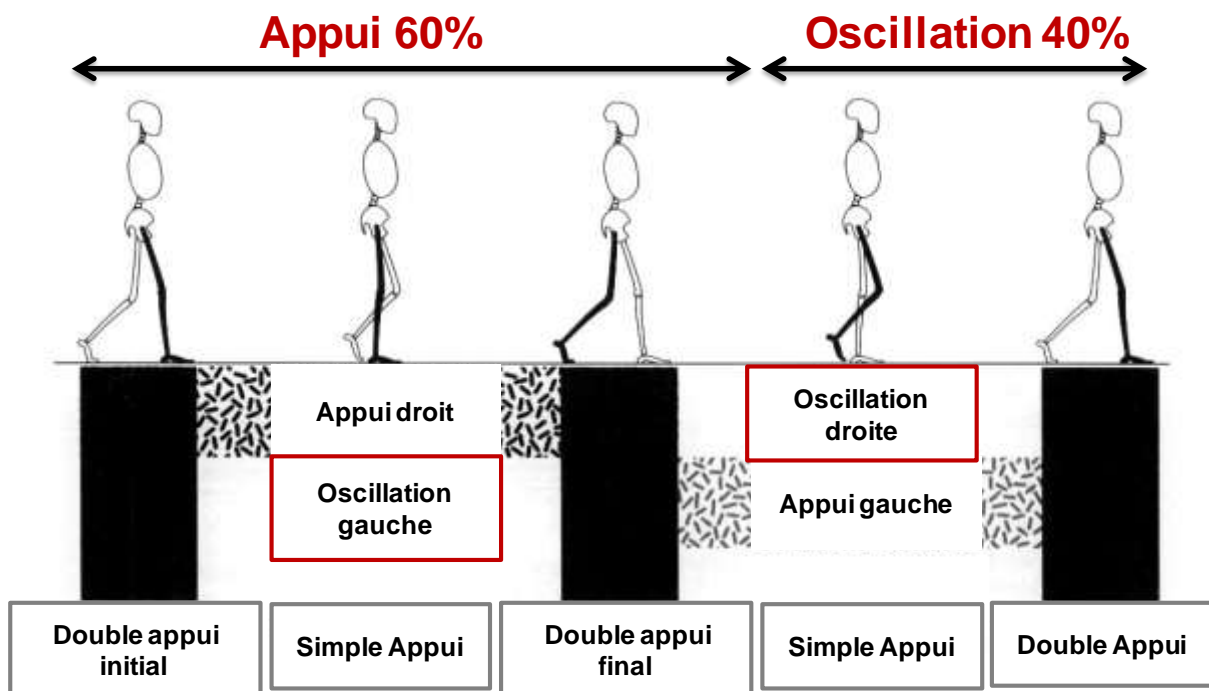 Appui 60%
Oscillation 40%
Appui droit
Oscillation
droite
Oscillation
gauche
Appui gauche
Double appui
initial
Simple Appui
Double appui
final
Simple Appui
Double Appui